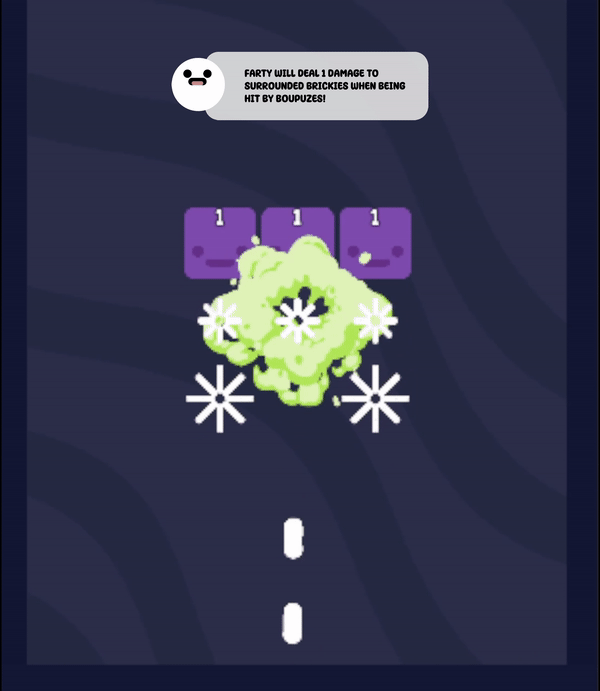 FARTY WILL DEAL 1 DAMAGE TO
SURROUNDED BRICKIES WHEN BEING
HIT BY BOUPUZES!
1 1 1